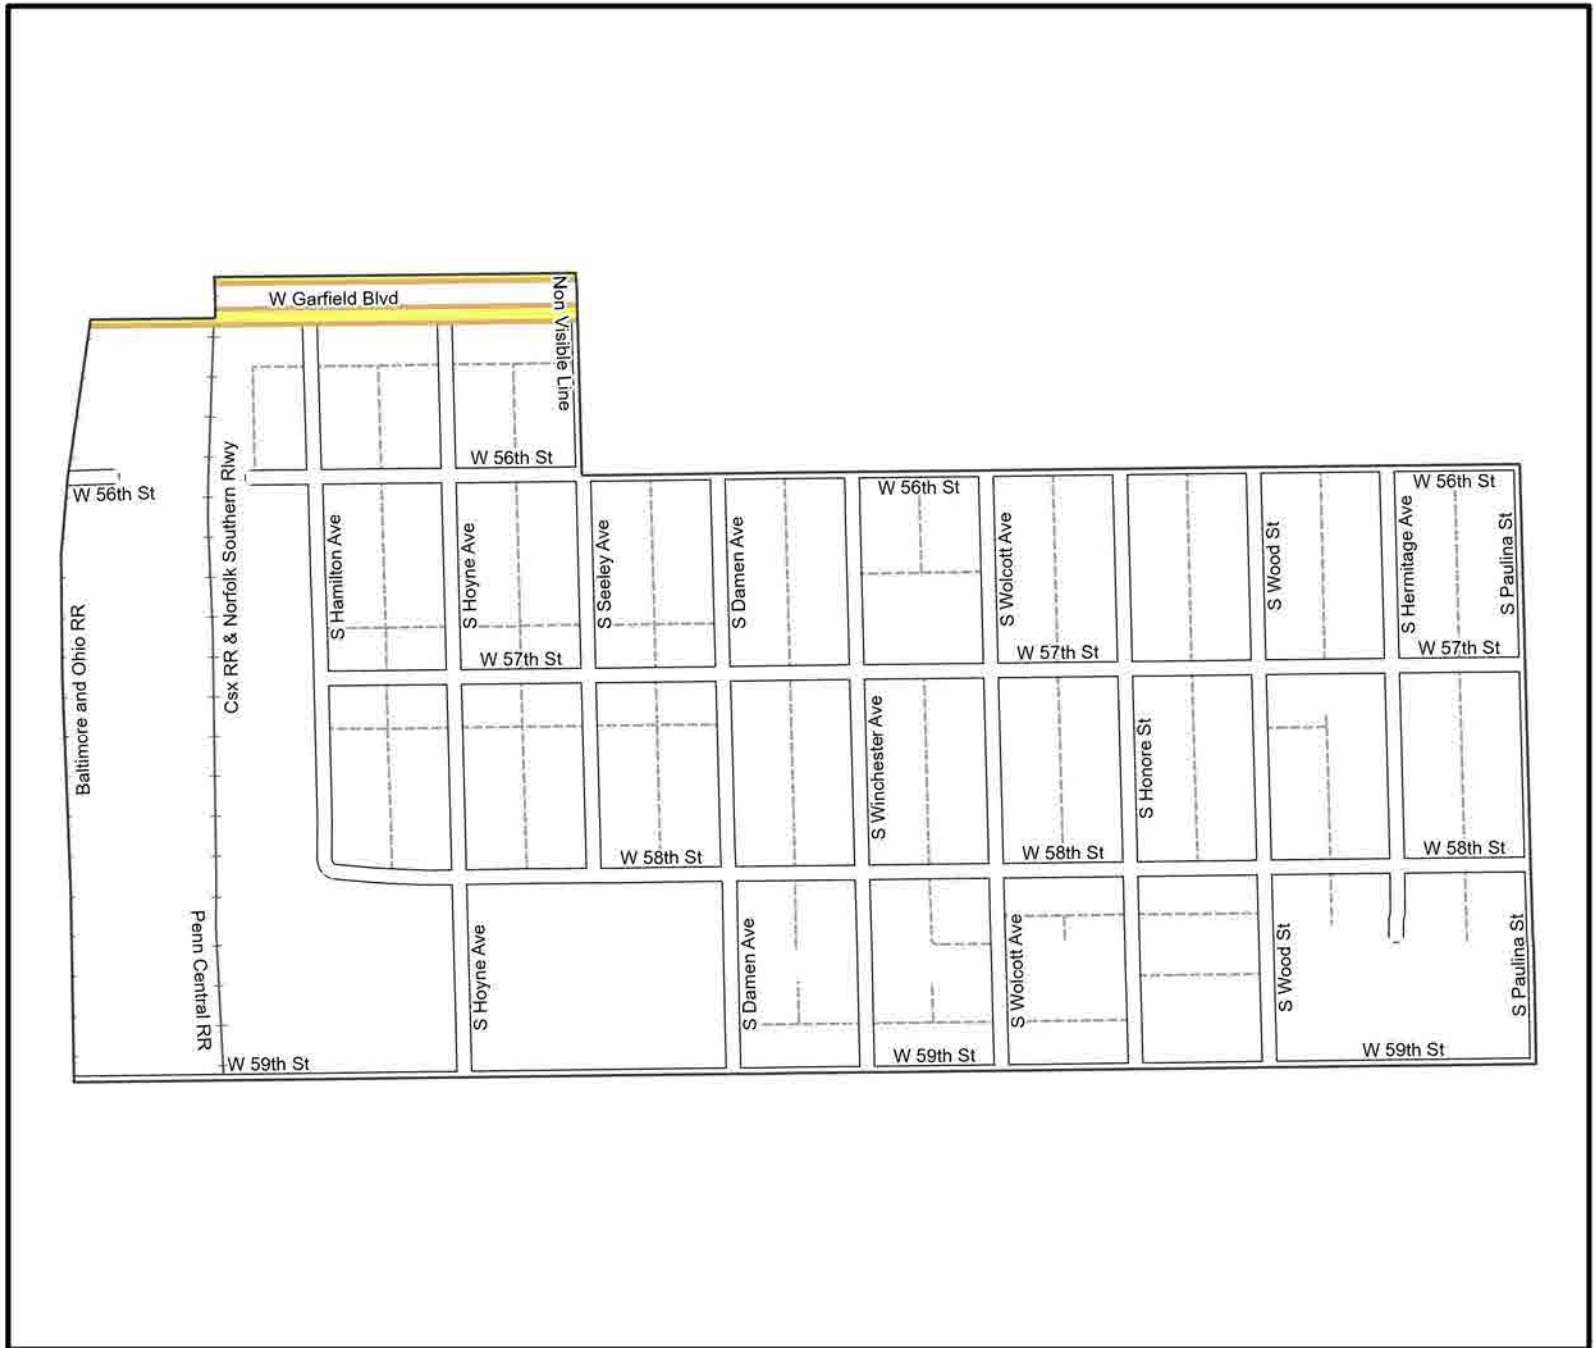 W Garfield Blvd
Non Visible Line
W 56th St
W 56th St
W 56th St
W 56th St
S Hamilton Ave
S Hoyne Ave
S Seeley Ave
S Damen Ave
S Wolcott Ave
S Wood St
S Hermitage Ave
S Paulina St
Csx RR & Norfolk Southern Rlwy
Baltimore and Ohio RR
W 57th St
W 57th St
W 57th St
S Winchester Ave
S Honore St
W 58th St
W 58th St
W 58th St
Penn Central RR
S Hoyne Ave
S Damen Ave
S Wolcott Ave
S Wood St
S Paulina St
W 59th St
W 59th St
W 59th St